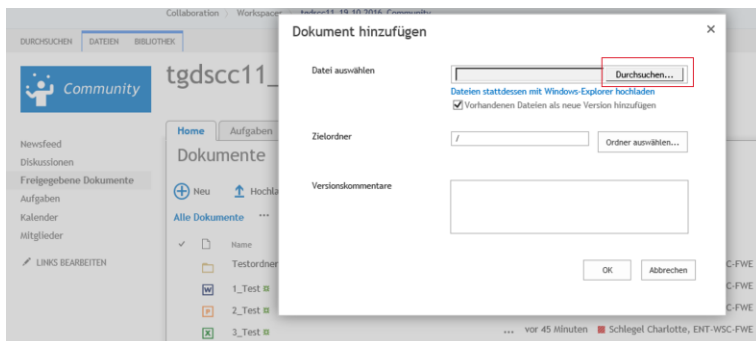 Collaboration Workspaces tgdscc11_19.10.2016_Community
DURCHSUCHEN DATEIEN BIBLIOTHEK
Community
tgdscc11_
Newsfeed
Diskussionen
Freigegebene Dokumente
Aufgaben
Kalender
Mitglieder
LINKS BEARBEITEN
Home Aufgaben
Dokumente
Neu Hochla
Alle Dokumente ...
Name
Testordner
1_Test
2_Test
3_Test
Dokument hinzufügen
Datei auswählen
Durchsuchen...
Dateien stattdessen mit Windows-Explorer hochladen
Vorhandenen Dateien als neue Version hinzufügen
Zielordner
/
Ordner auswählen...
Versionskommentare
OK Abbrechen
C-FWE
C-FWE
C-FWE
... vor 45 Minuten Schlegel Charlotte, ENT-WSC-FWE